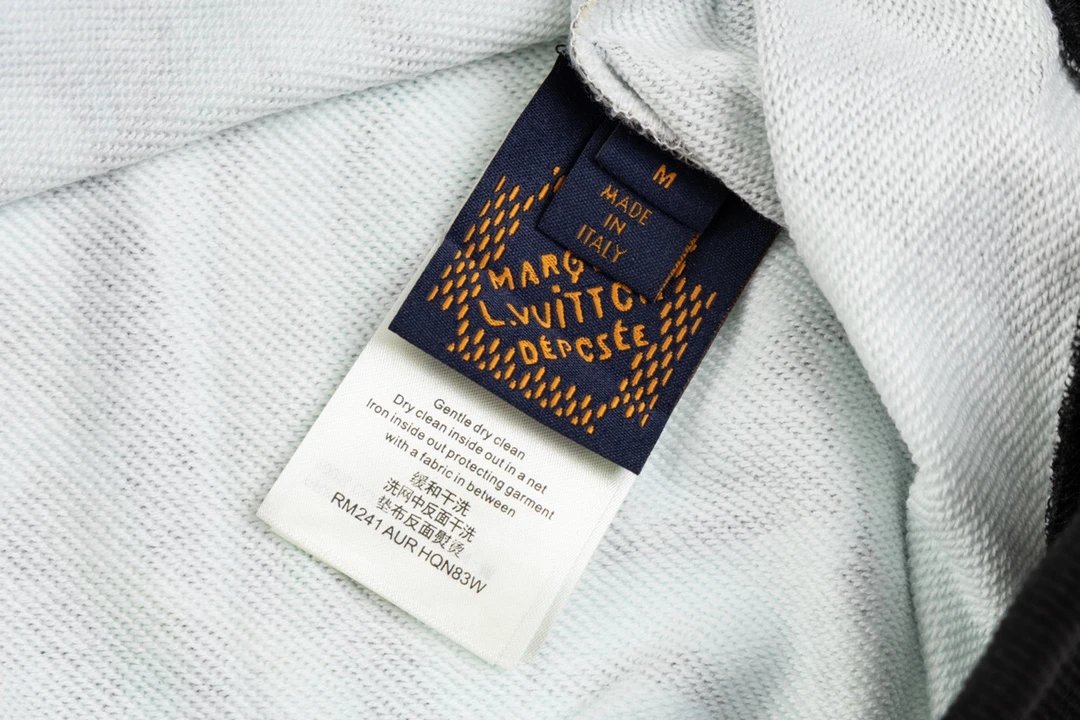 M
MADE
IN
ITALY
L.VUITTO
DÉPOSÉE
Gentle dry clean
Dry clean inside out in a net
Iron inside out protecting garment
with a fabric in between
缓和干洗
洗网中反面干洗
垫布反面熨烫
RM241 AUR HQN83W